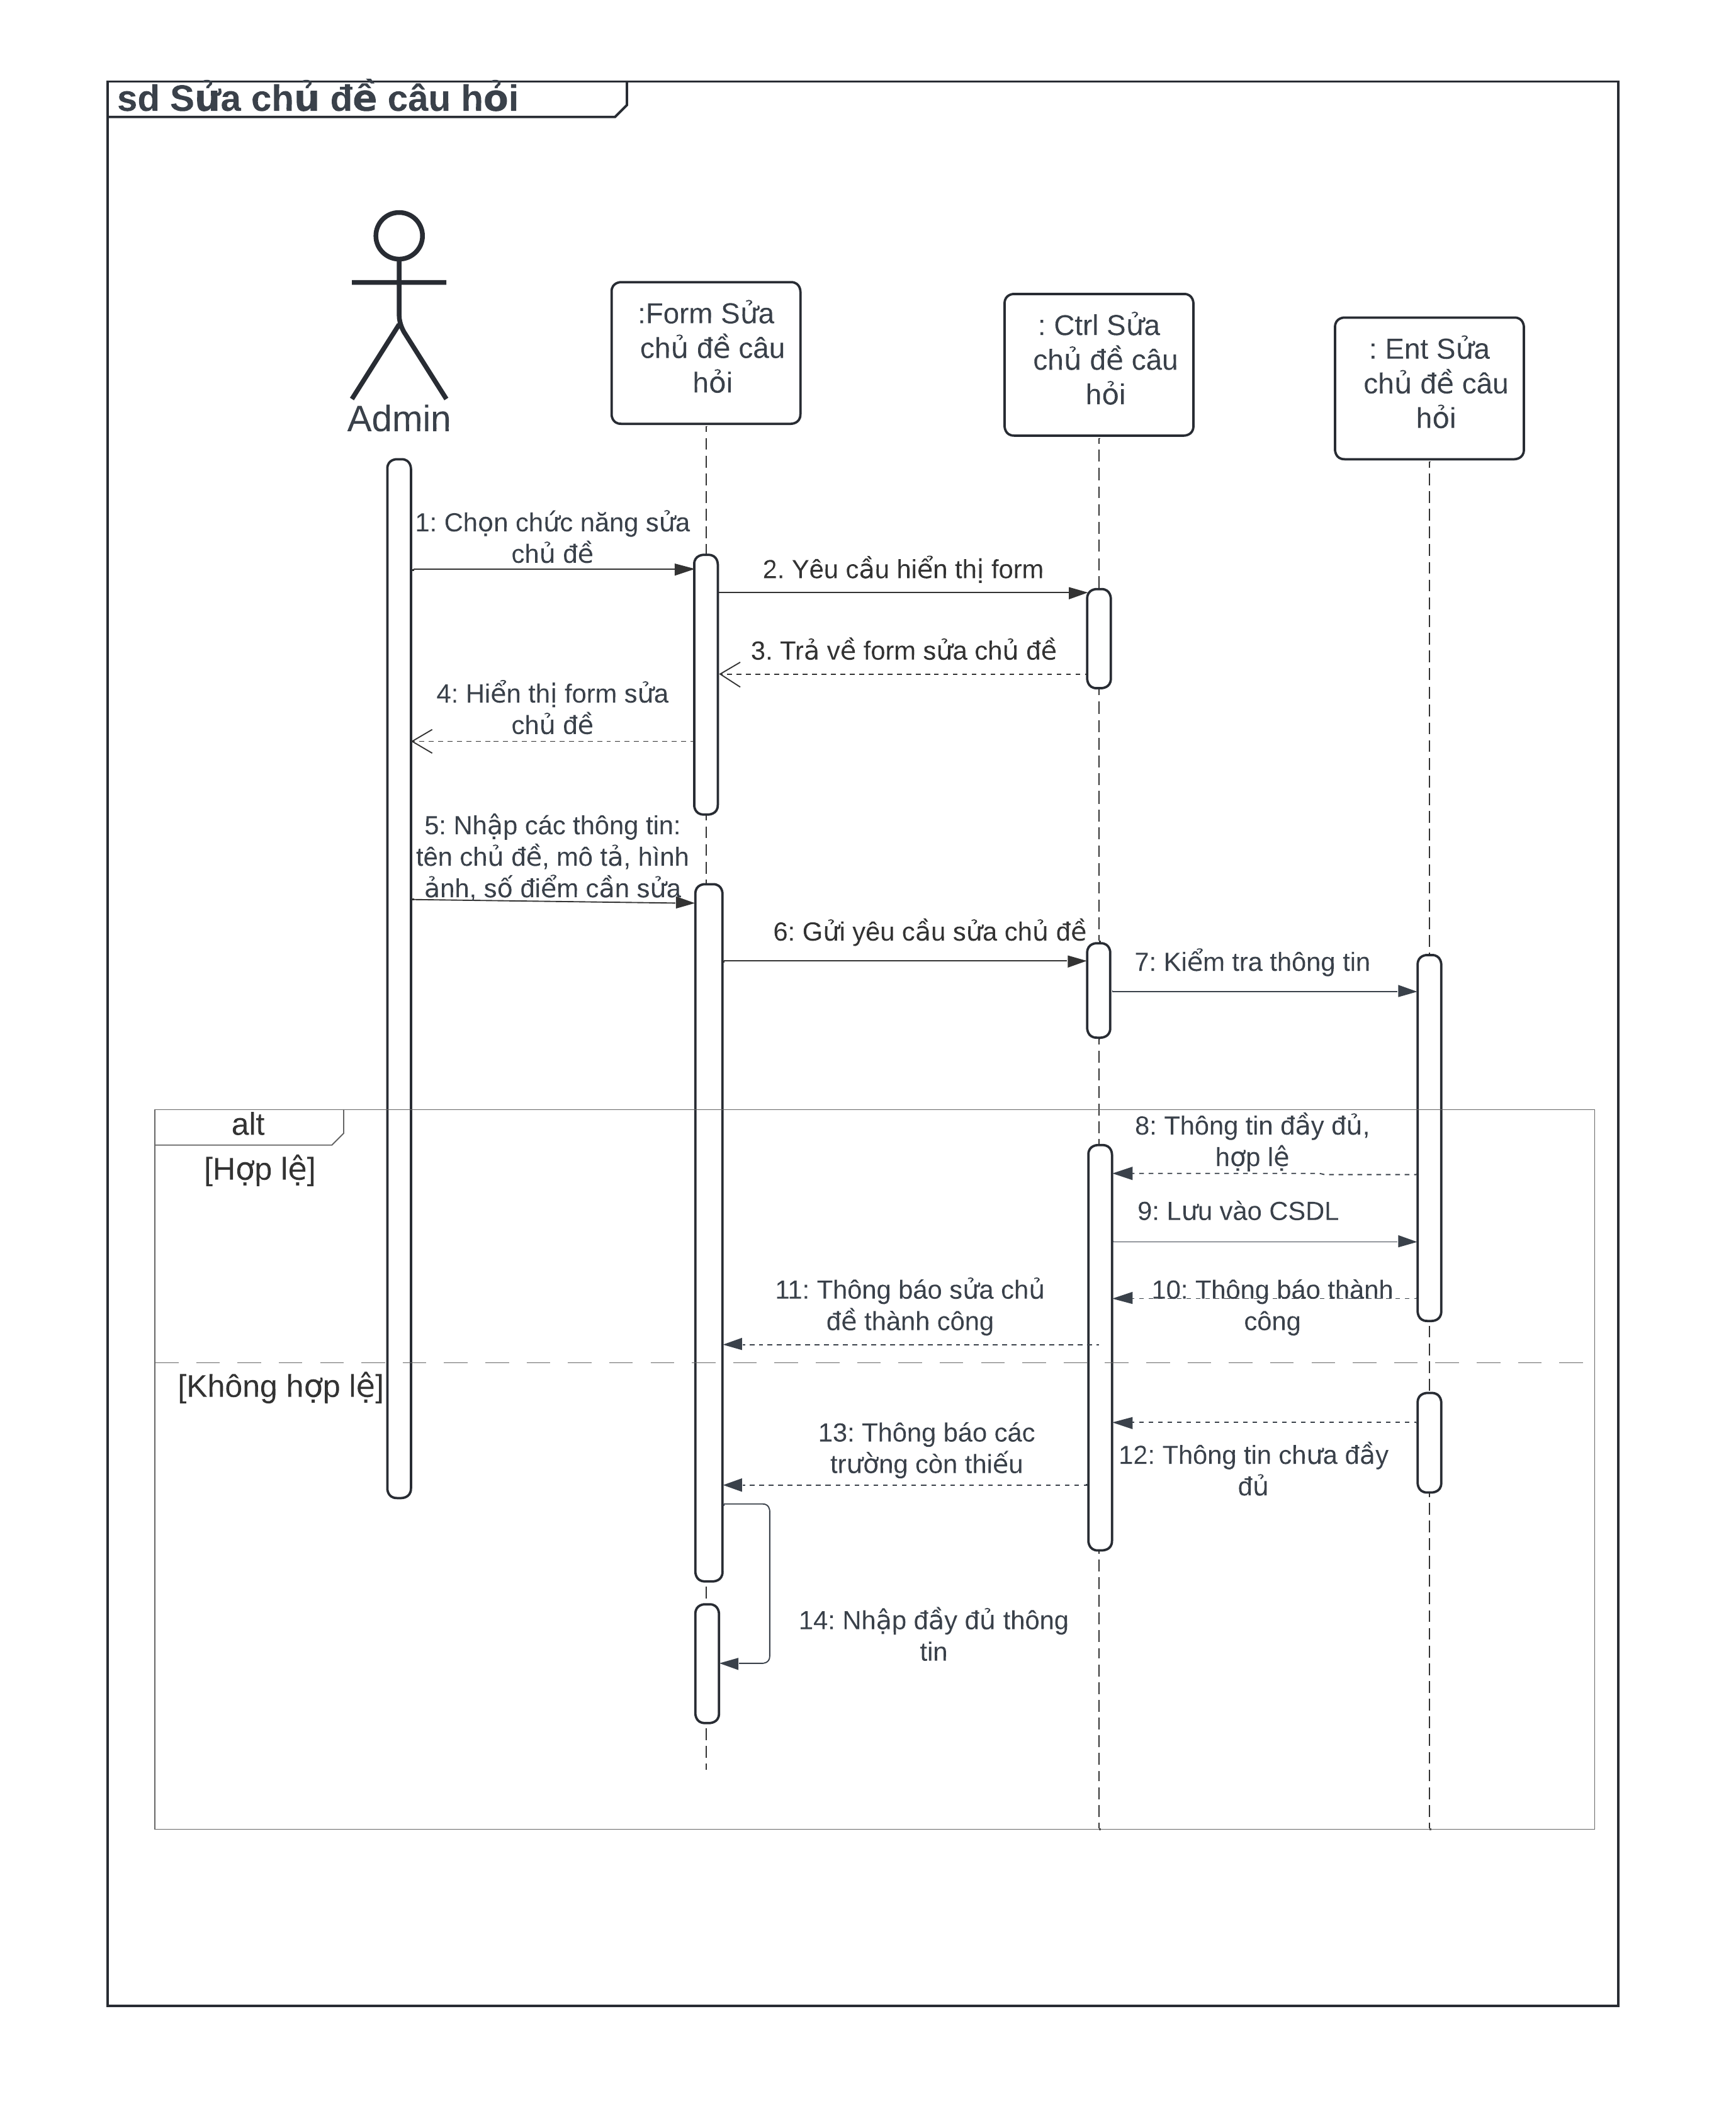 sd Sửa chủ đề câu hỏi
Admin
:Form Sửa
chủ đề câu
hỏi
: Ctrl Sửa
chủ đề câu
hỏi
: Ent Sửa
chủ đề câu
hỏi
1: Chọn chức năng sửa
chủ đề
2. Yêu cầu hiển thị form
3. Trả về form sửa chủ đề
4: Hiển thị form sửa
chủ đề
5: Nhập các thông tin:
tên chủ đề, mô tả, hình
ảnh, số điểm cần sửa
6: Gửi yêu cầu sửa chủ đề
7: Kiểm tra thông tin
alt
[Hợp lệ]
8: Thông tin đầy đủ,
hợp lệ
9: Lưu vào CSDL
10: Thông báo thành
công
11: Thông báo sửa chủ
đề thành công
[Không hợp lệ]
12: Thông tin chưa đầy
đủ
13: Thông báo các
trường còn thiếu
14: Nhập đầy đủ thông
tin